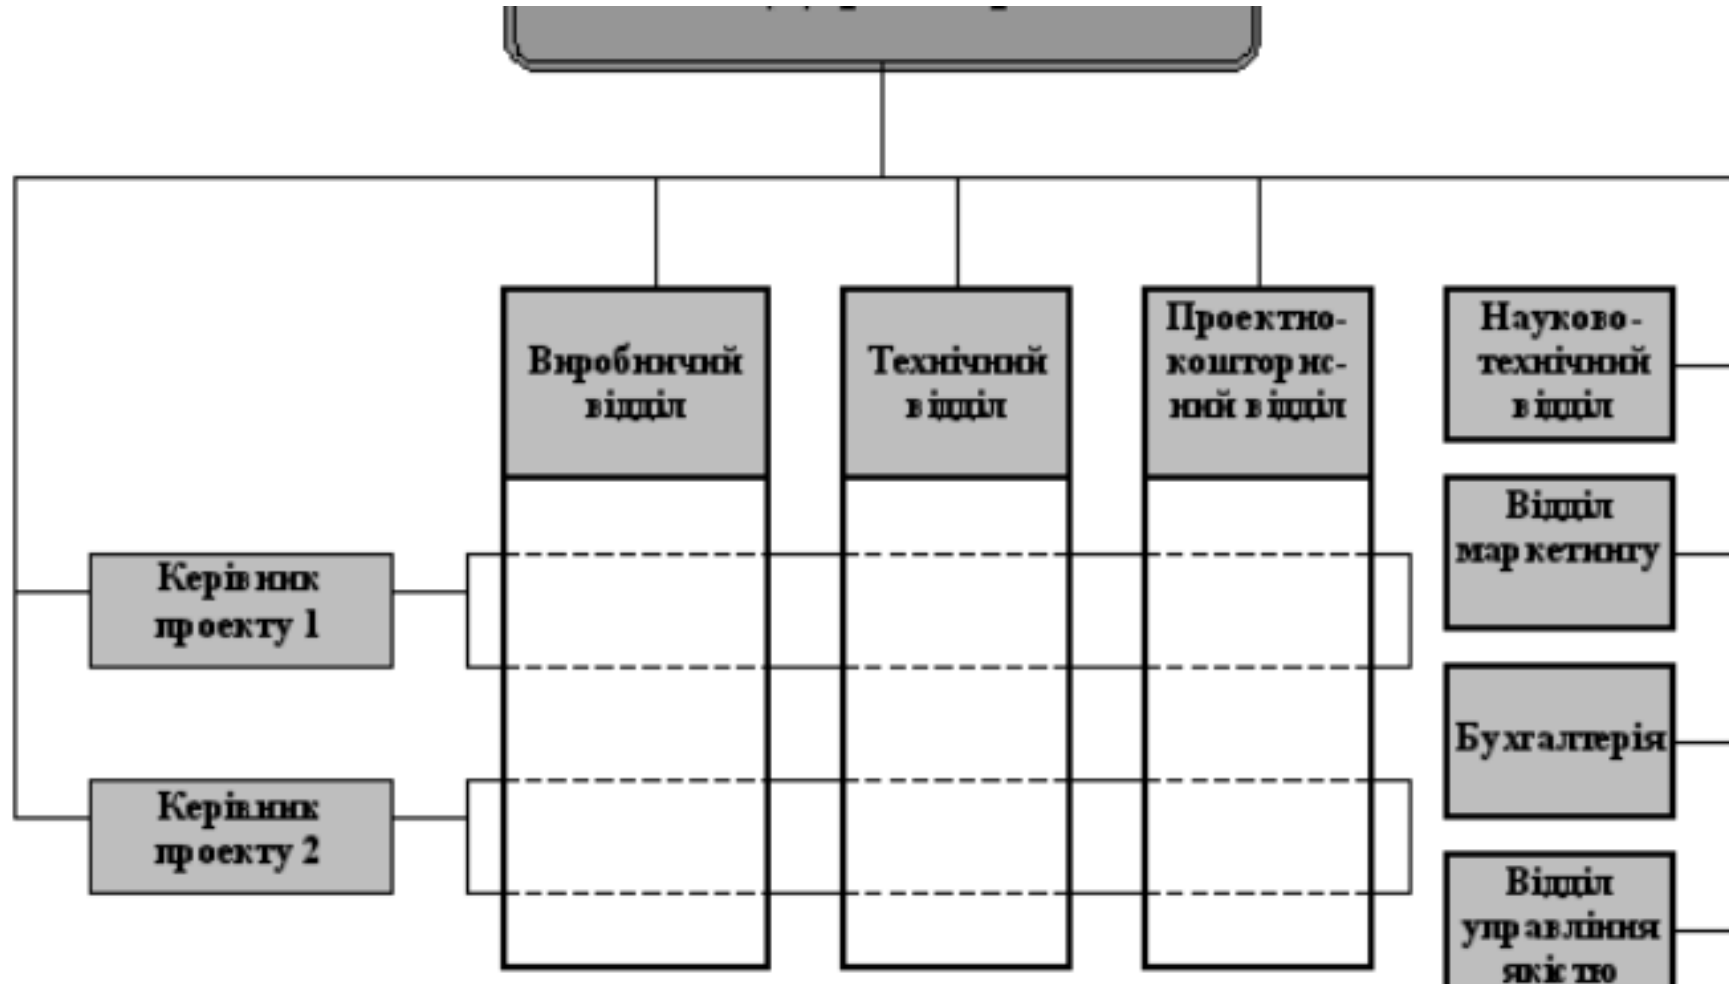 Виробничий
відділ
Технічний
відділ
Проектно-
кошторис-
ний відділ
Науково-
технічний
відділ
Відділ
маркетингу
Керівник
проекту 1
Бухгалтерія
Керівник
проекту 2
Відділ
управління
якістю